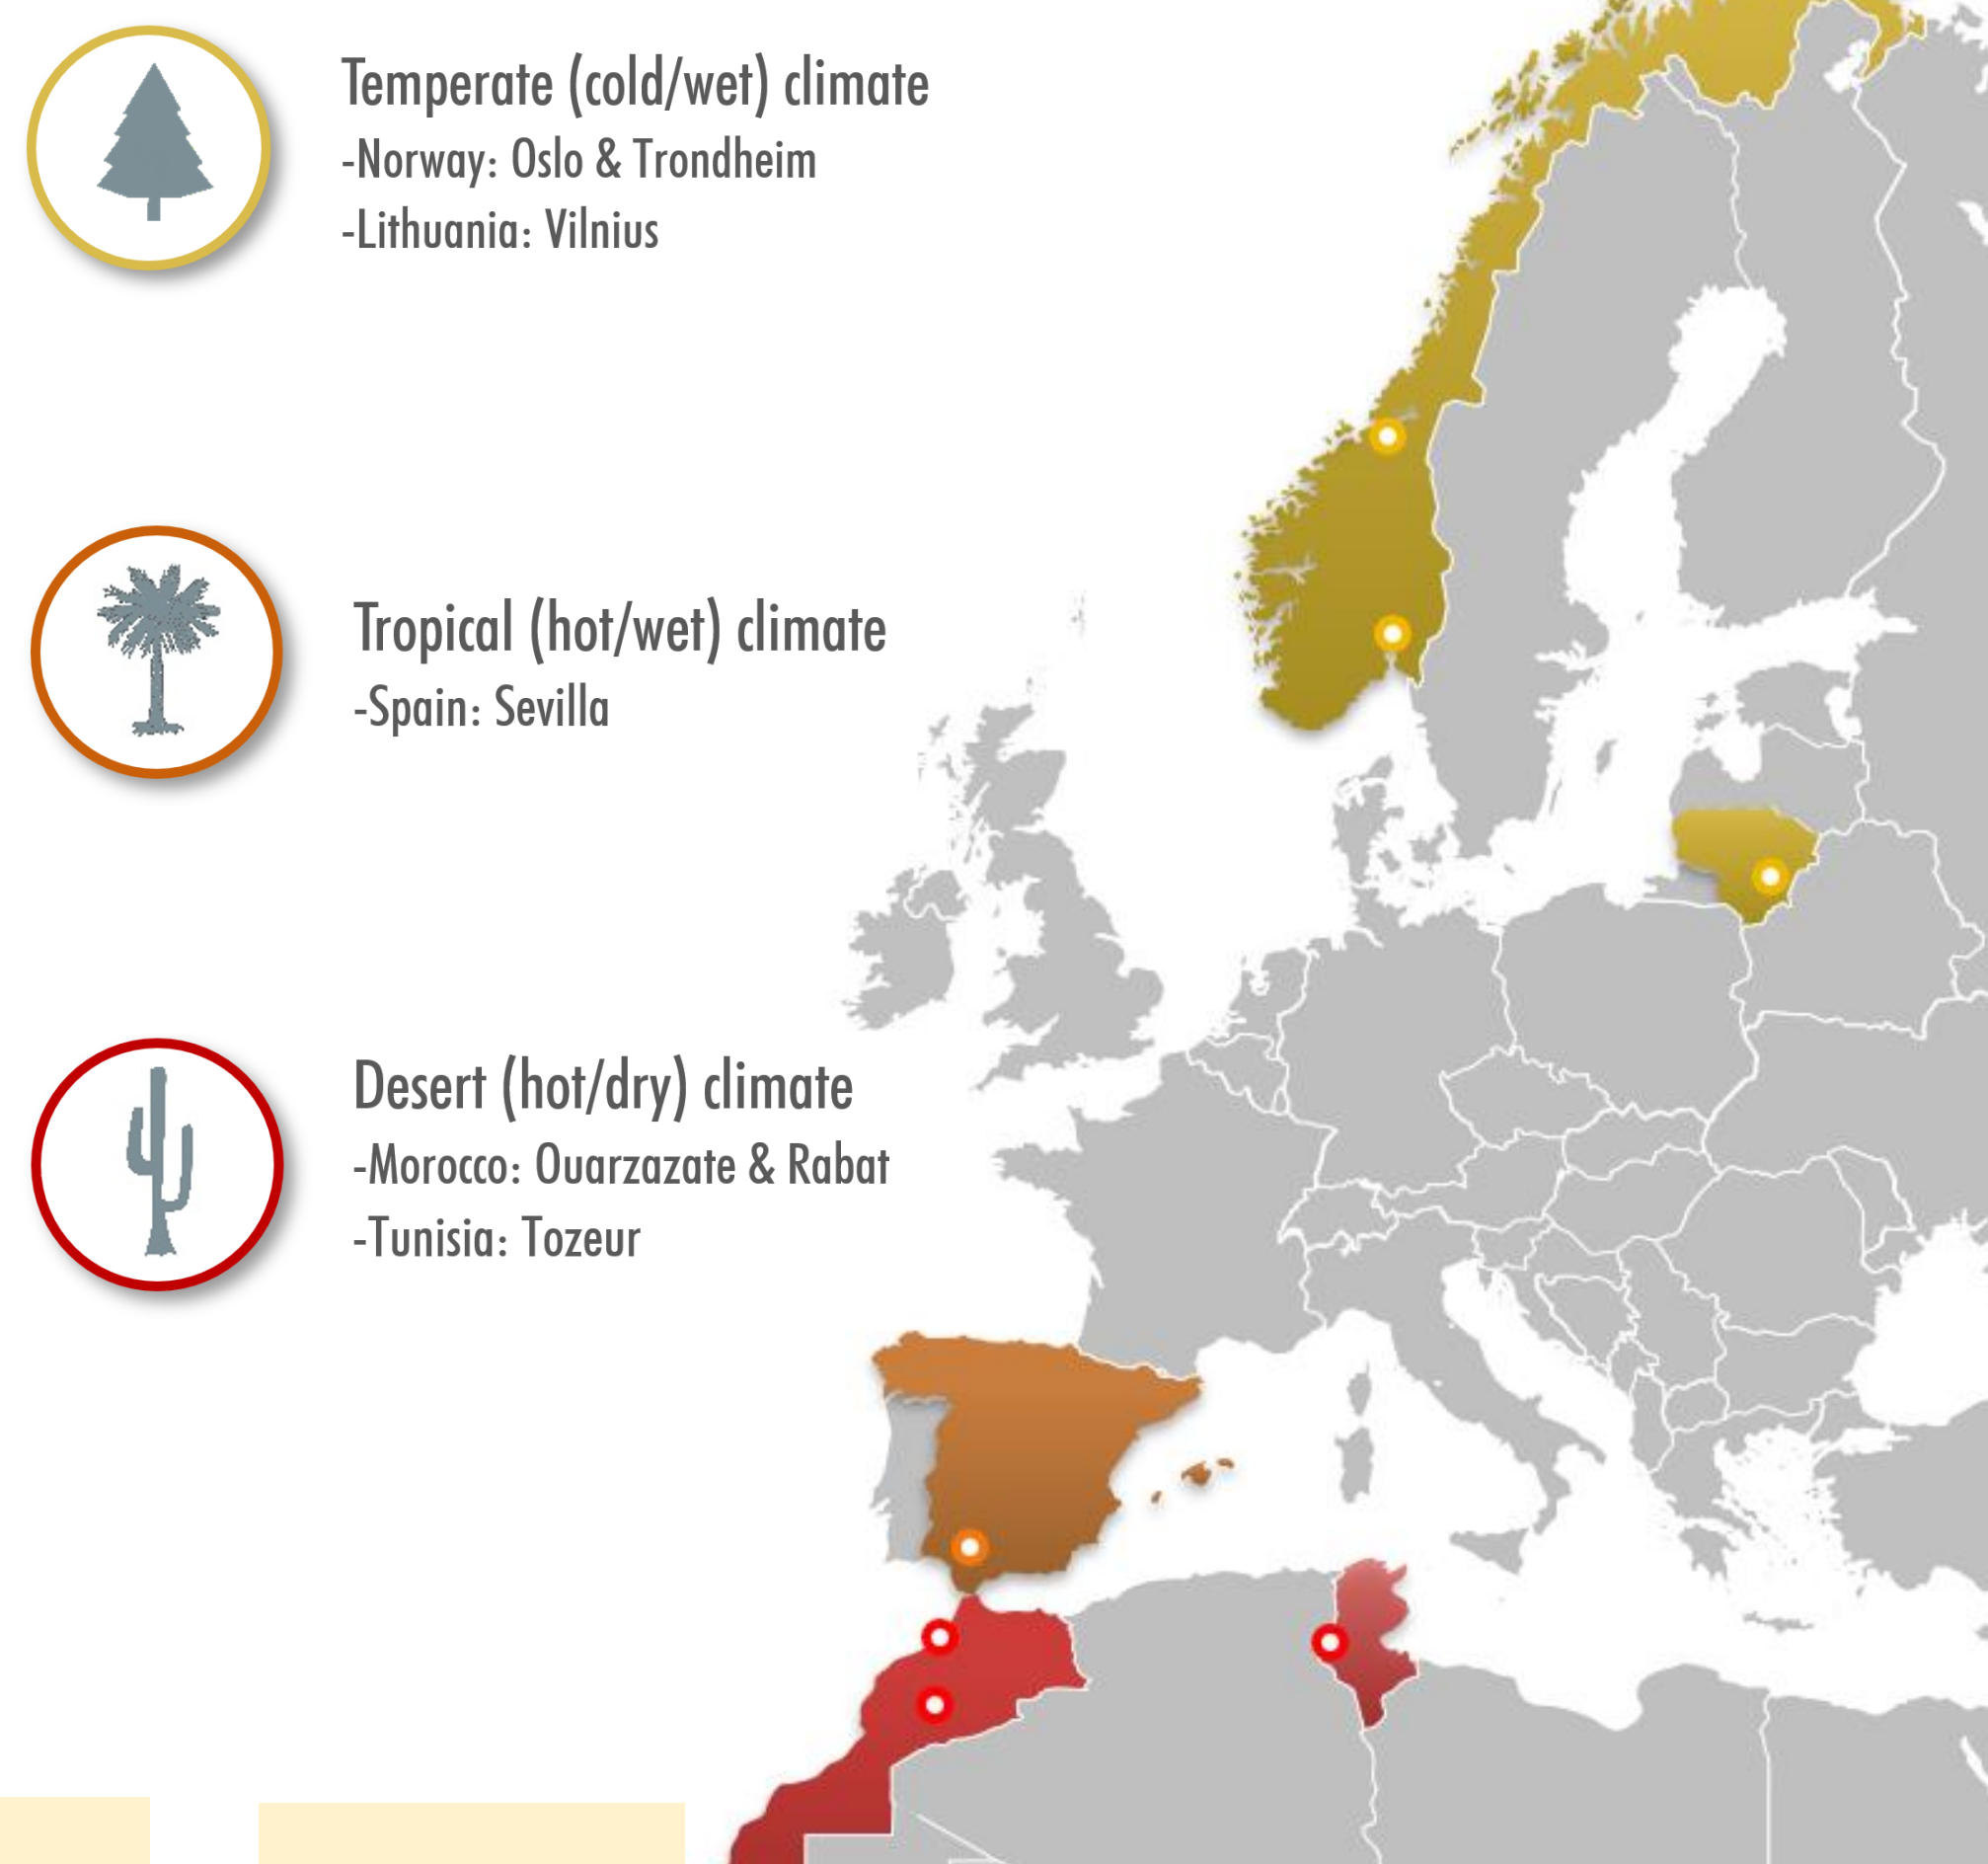 Temperate (cold/wet) climate
-Norway: Oslo & Trondheim
-Lithuania: Vilnius
Tropical (hot/wet) climate
-Spain: Sevilla
Desert (hot/dry) climate
-Morocco: Ouarzazate & Rabat
-Tunisia: Tozeur